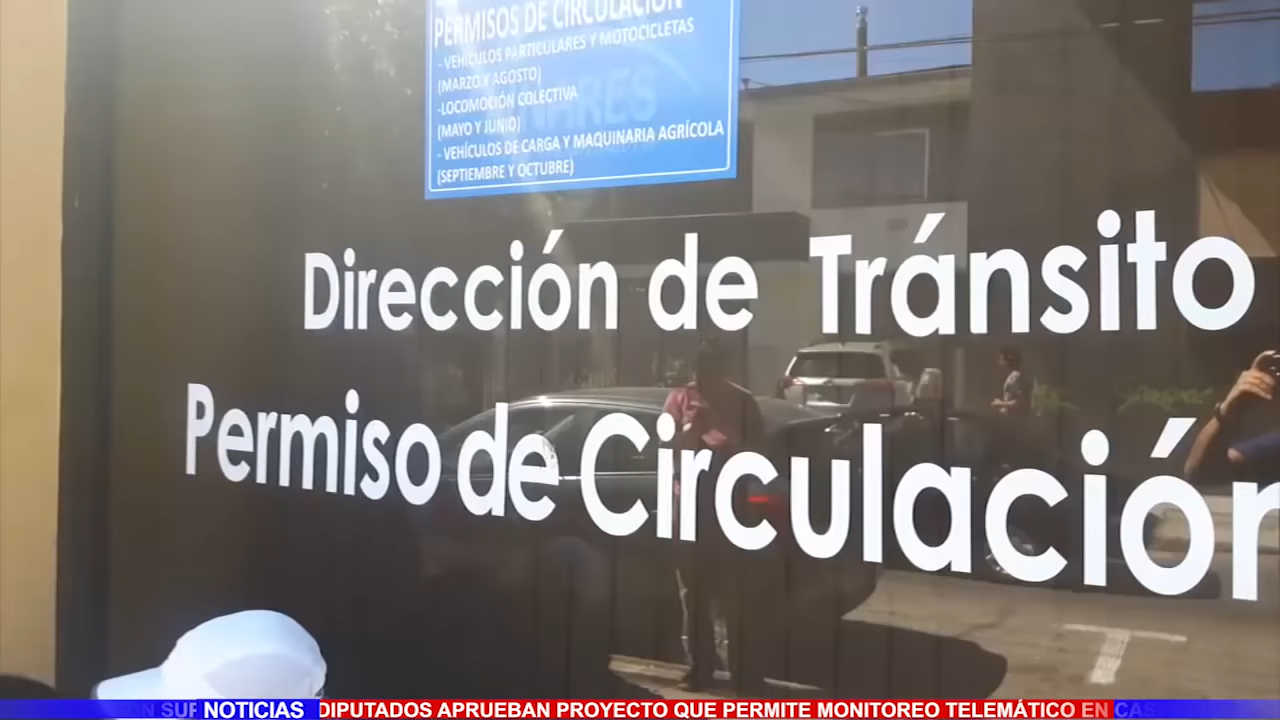 PERMISOS DE CIRCULACIÓN
- VEHÍCULOS PARTICULARES Y MOTOCICLETAS
(MARZO Y AGOSTO)
-LOCOMOCIÓN COLECTIVA
(MAYO Y JUNIO)
- VEHÍCULOS DE CARGA Y MAQUINARIA AGRÍCOLA
(SEPTIEMBRE Y OCTUBRE)
Dirección de Tránsito
Permiso de Circulación
NOTICIAS DIPUTADOS APRUEBAN PROYECTO QUE PERMITE MONITOREO TELEMÁTICO EN